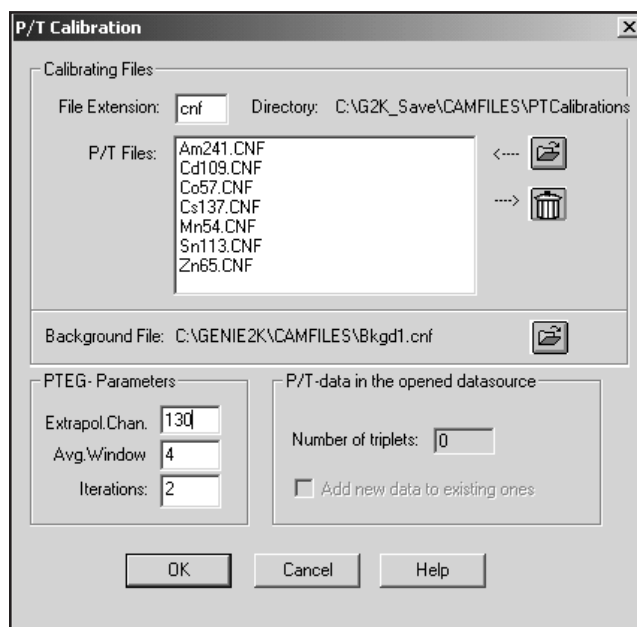 P/T Calibration
Calibrating Files
File Extension: cnf Directory: C:\G2K_Save\CAMFILES\PTCalibrations
P/T Files:
Am241.CNF
Cd109.CNF
Co57.CNF
Cs137.CNF
Mn54.CNF
Sn113.CNF
Zn65.CNF
<----
---->
Background File: C:\GENIE2K\CAMFILES\Bkgd1.cnf
PTEG- Parameters
Extrapol.Chan. 130
Avg.Window 4
Iterations: 2
P/T-data in the opened datasource
Number of triplets: 0
Add new data to existing ones
OK Cancel Help